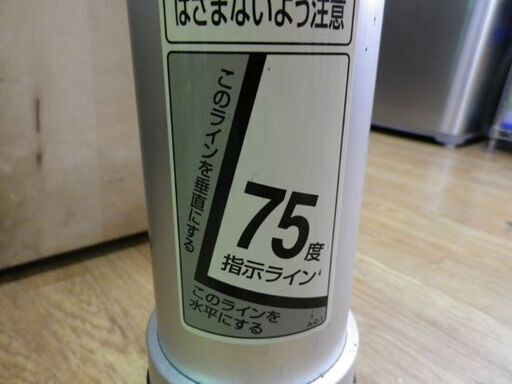 はさまないよう注意
このラインを垂直にする
75度
指示ライン
このラインを
水平にする